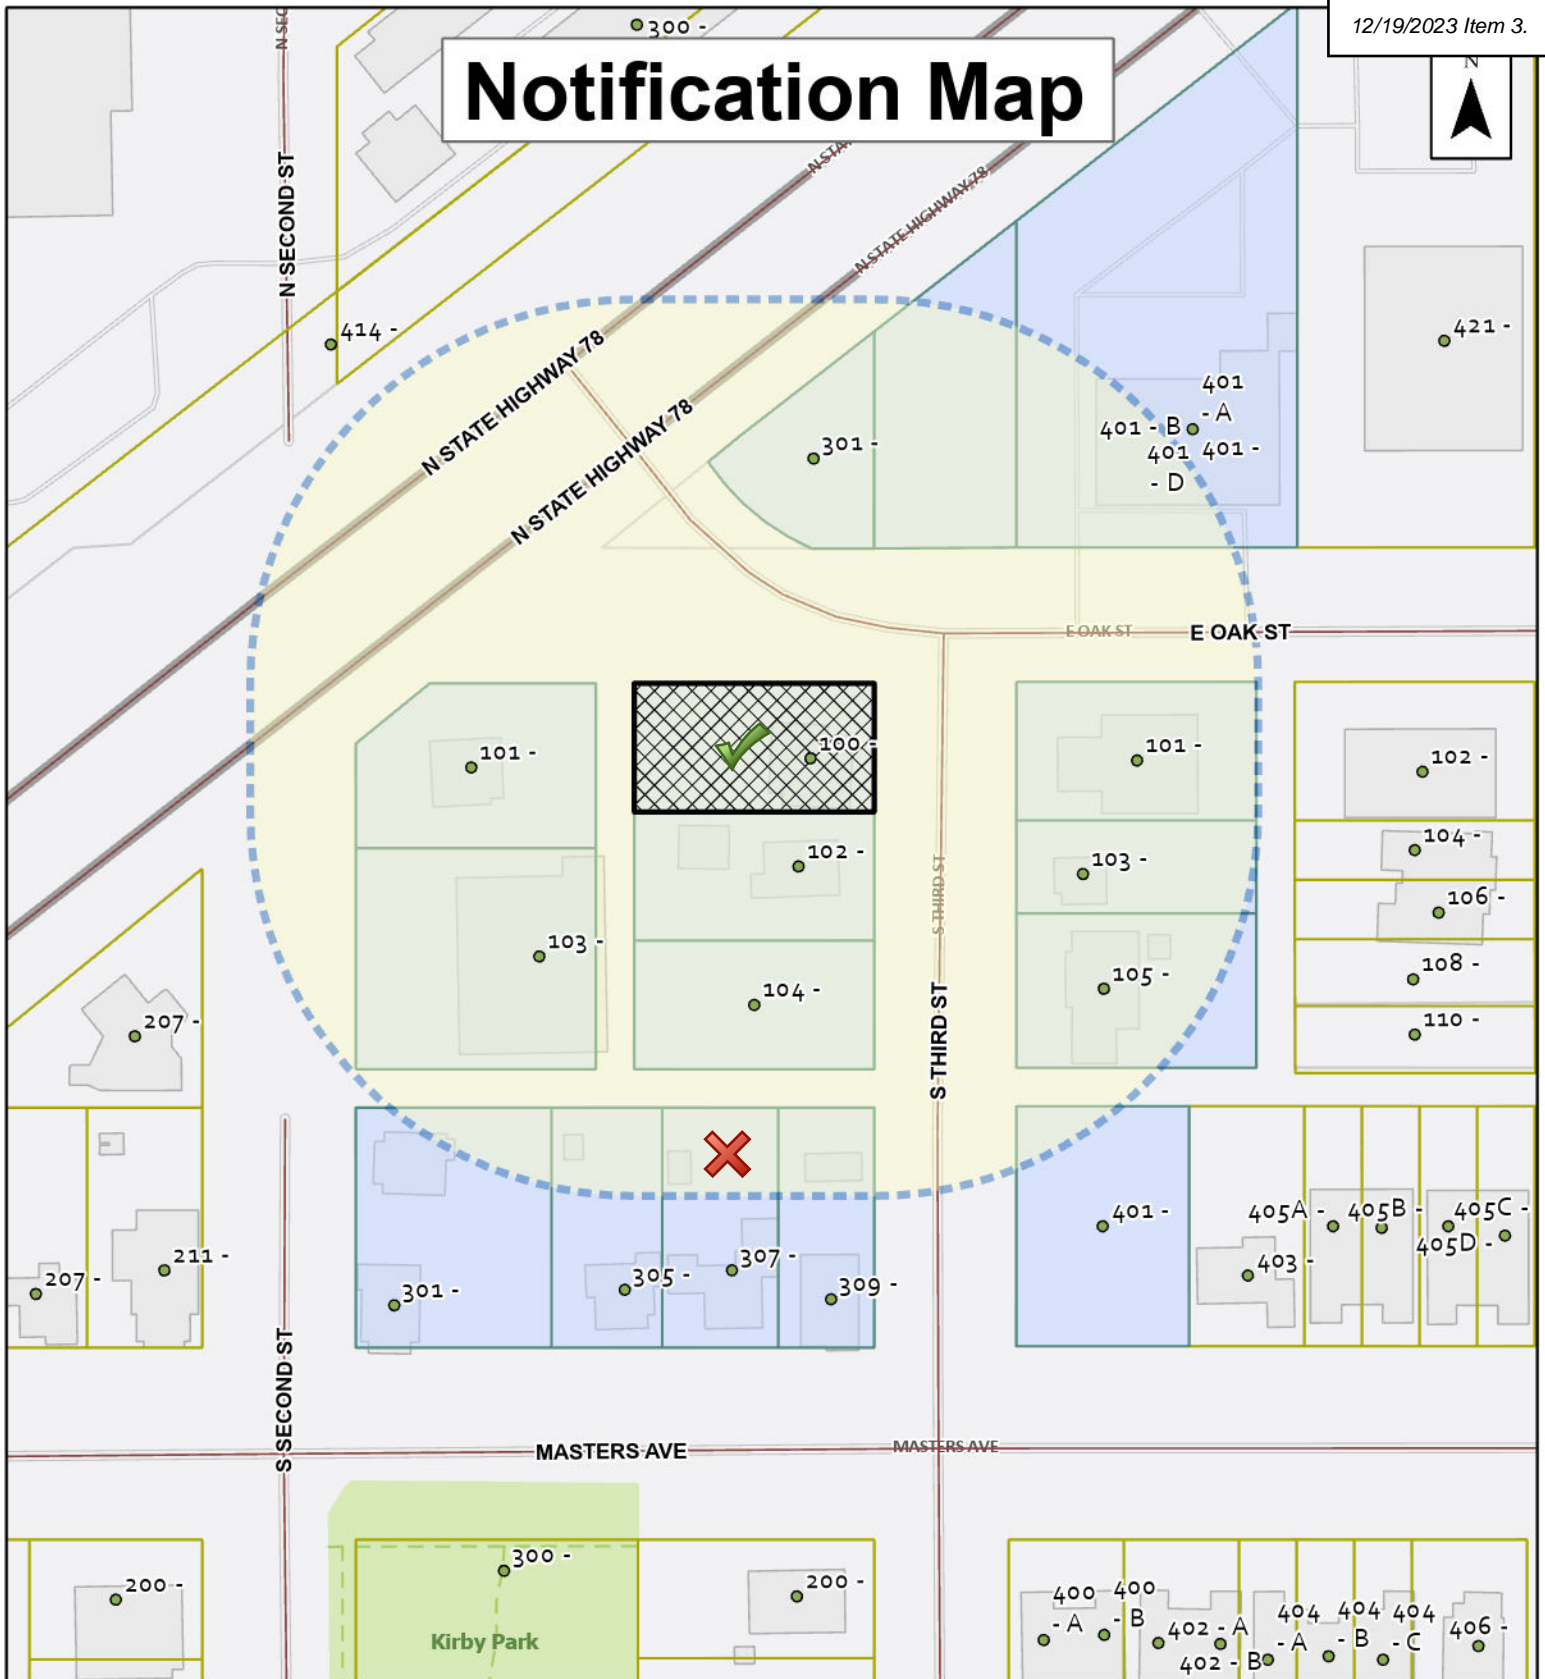 12/19/2023 Item 3.
N SEC
300 -
Notification Map
N
N SECOND ST
N STA
N STATE HIGHWAY 78
414 -
421 -
N STATE HIGHWAY 78
N STATE HIGHWAY 78
401
- A
401 - B
401 -
401
- D
301 -
E OAK ST
E OAK ST
101 -
100 -
101 -
102 -
102 -
103 -
104 -
106 -
103 -
104 -
S THIRD ST
105 -
108 -
110 -
207 -
S THIRD ST
401 -
405A -
405B -
405C -
405D -
403 -
211 -
207 -
301 -
305 -
307 -
309 -
S SECOND ST
MASTERS AVE
MASTERS AVE
300 -
200 -
200 -
Kirby Park
400
- A
400
- B
402 - A
402 - B
404
- A
404
- B
404
- C
406 -